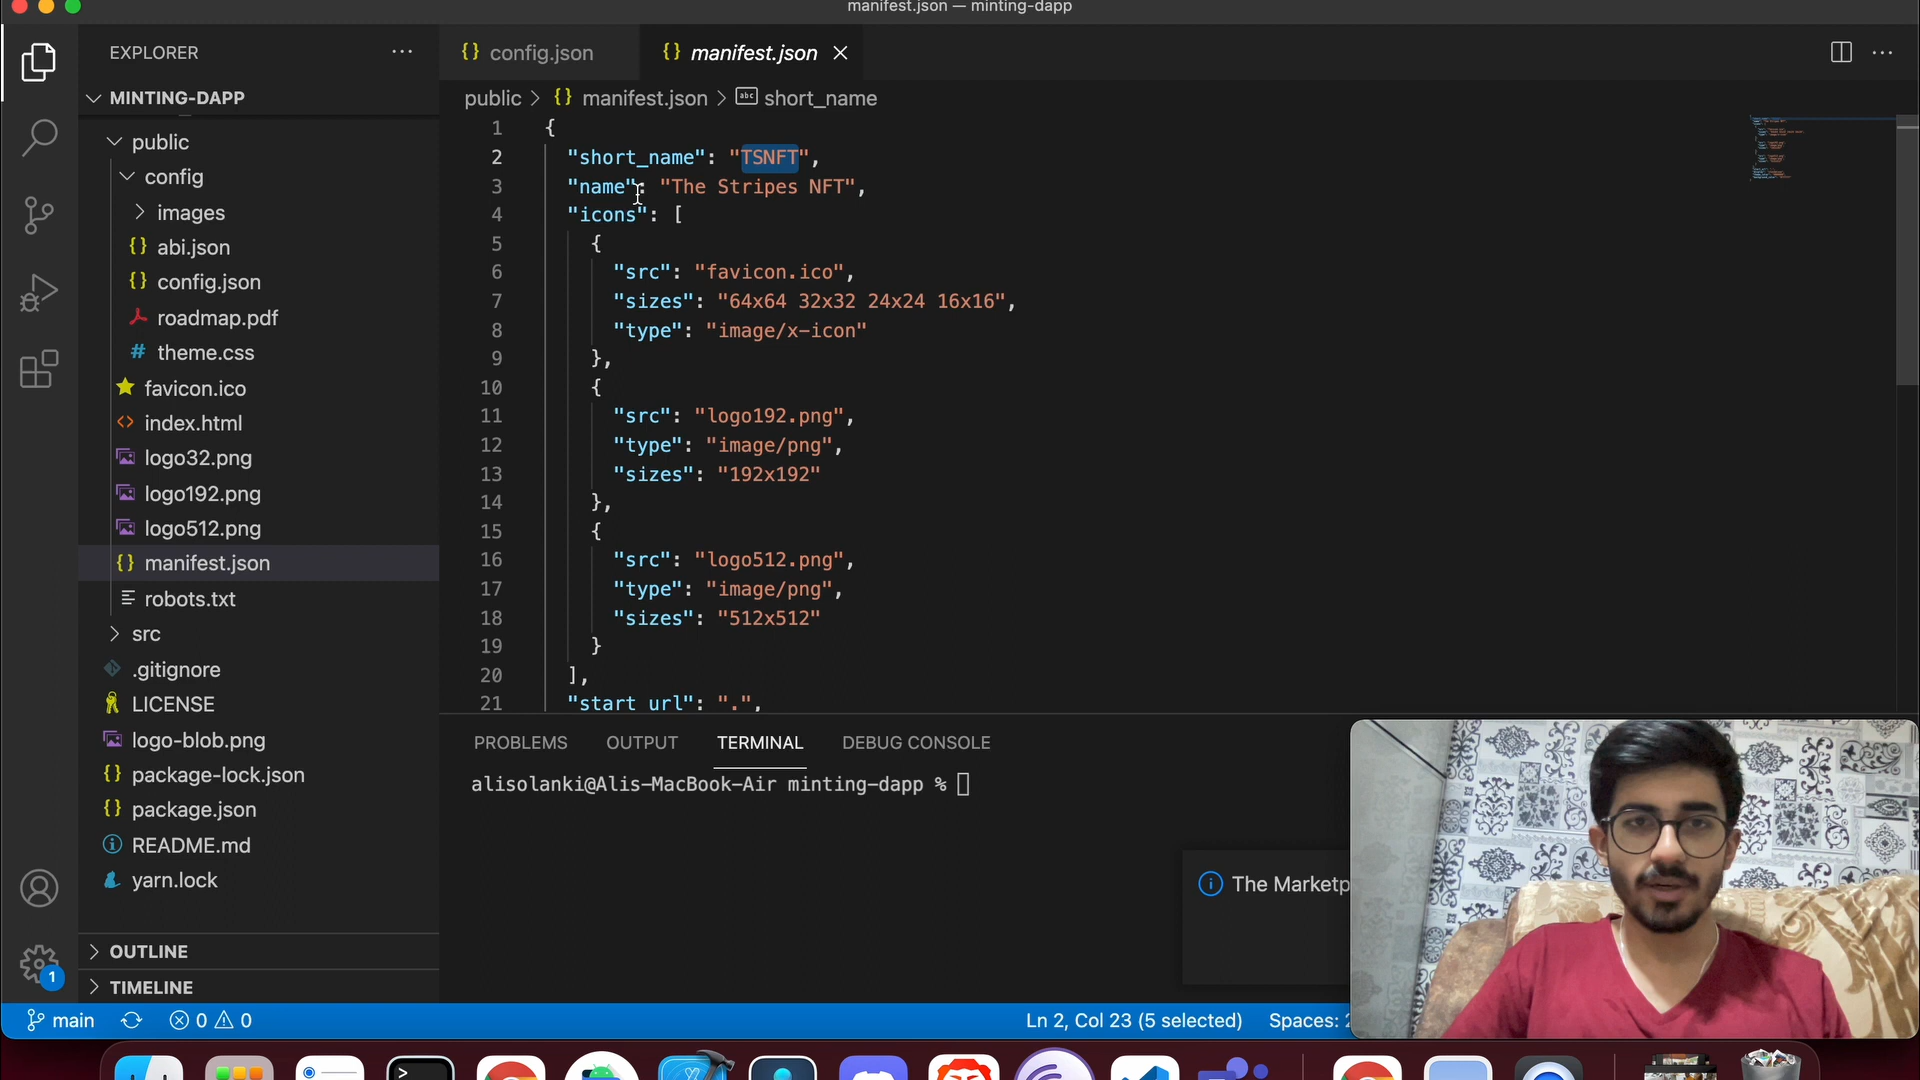 manifest.json — minting-dapp
EXPLORER
config.json
manifest.json
MINTING-DAPP
public > manifest.json > short_name
public
config
images
abi.json
config.json
roadmap.pdf
theme.css
favicon.ico
index.html
logo32.png
logo192.png
logo512.png
manifest.json
robots.txt
src
.gitignore
LICENSE
logo-blob.png
package-lock.json
package.json
README.md
yarn.lock
OUTLINE
TIMELINE
1 {
2 "short_name": "TSNFT",
3 "name": "The Stripes NFT",
4 "icons": [
5 {
6 "src": "favicon.ico",
7 "sizes": "64x64 32x32 24x24 16x16",
8 "type": "image/x-icon"
9 },
10 {
11 "src": "logo192.png",
12 "type": "image/png",
13 "sizes": "192x192"
14 },
15 {
16 "src": "logo512.png",
17 "type": "image/png",
18 "sizes": "512x512"
19 }
20 ],
21 "start_url": ".",
PROBLEMS OUTPUT TERMINAL DEBUG CONSOLE
alisolanki@Alis-MacBook-Air minting-dapp %
The Marketp
1
main 0 0
Ln 2, Col 23 (5 selected) Spaces: